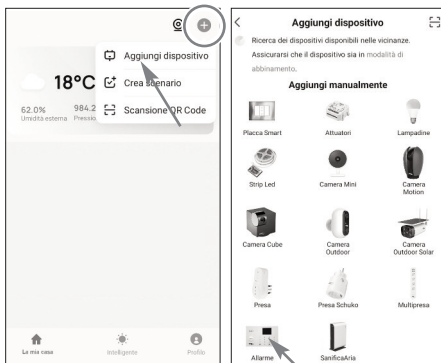 Aggiungi dispositivo
18°C
Crea scenario
62.0%
984.2
Umidità esterna
Pressio
Scansione QR Code
La mia casa
Intelligente
Profilo
Aggiungi dispositivo
Ricerca dei dispositivi disponibili nelle vicinanze.
Assicurarsi che il dispositivo sia in modalità di
abbinamento.
Aggiungi manualmente
Placca Smart
Attuatori
Lampadine
Strip Led
Camera Mini
Camera
Motion
Camera Cube
Camera
Outdoor
Camera
Outdoor Solar
Presa
Presa Schuko
Multipresa
Allarme
SanificaAria